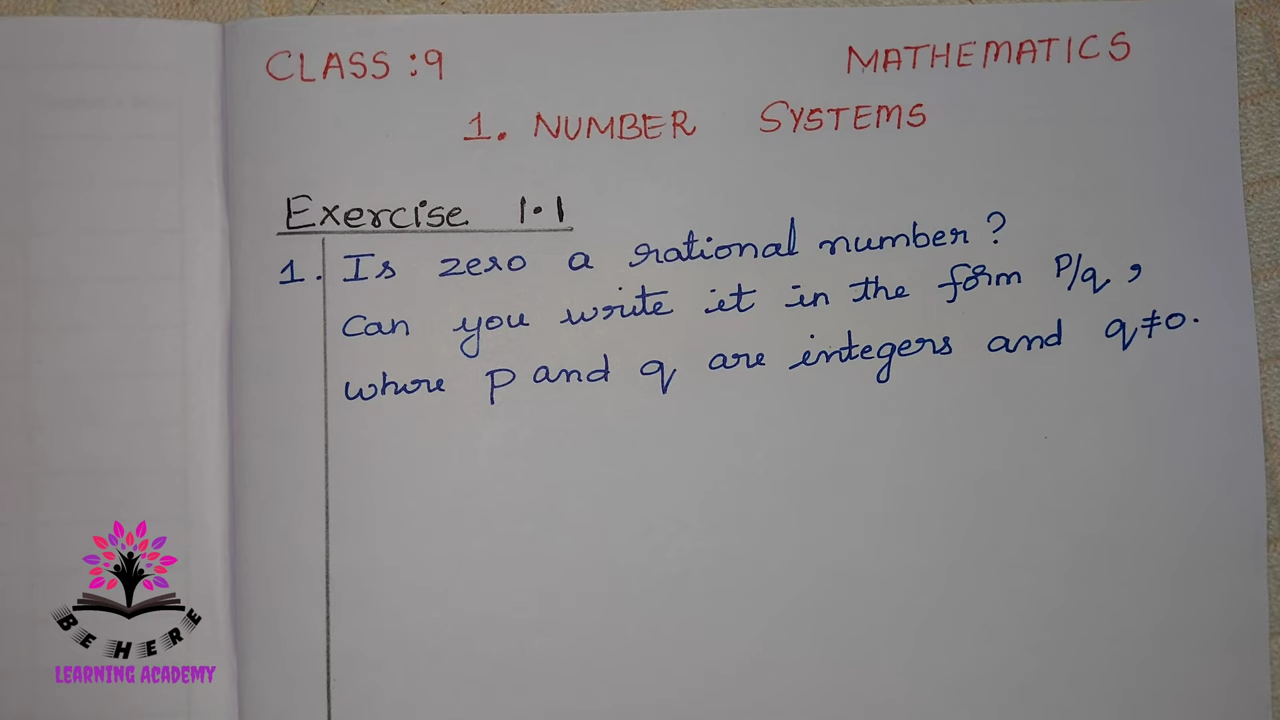 CLASS : 9 MATHEMATICS
1. NUMBER SYSTEMS
Exercise 1.1
1. Is zero a rational number?
Can you write it in the form p/q,
where p and q are integers and q≠0.
BE HERE
LEARNING ACADEMY